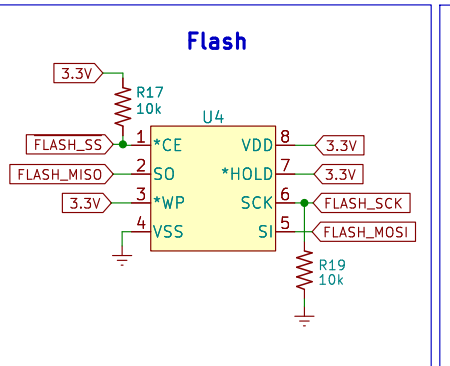 Flash
3.3V
R17
10k
U4
FLASH_SS 1 *CE VDD 8 3.3V
FLASH_MISO 2 SO *HOLD 7 3.3V
3.3V 3 *WP SCK 6 FLASH_SCK
4 VSS SI 5 FLASH_MOSI
R19
10k